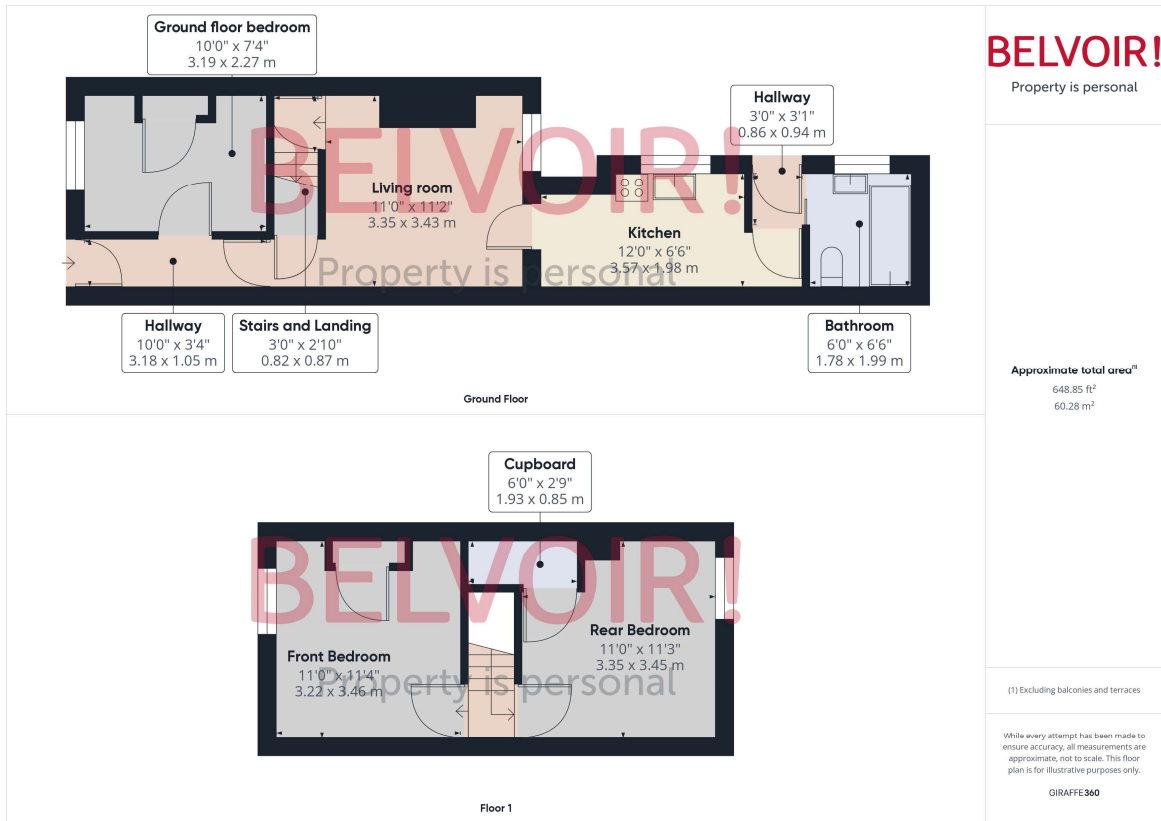 Ground floor bedroom
10'0" x 7'4"
3.19 x 2.27 m
Hallway
3'0" x 3'1"
0.86 x 0.94 m
BELVOIR!
Property is personal
Living room
11'0" x 11'2"
3.35 x 3.43 m
Kitchen
12'0" x 6'6"
3.57 x 1.98 m
Hallway
10'0" x 3'4"
3.18 x 1.05 m
Stairs and Landing
3'0" x 2'10"
0.82 x 0.87 m
Bathroom
6'0" x 6'6"
1.78 x 1.99 m
Ground Floor
Cupboard
6'0" x 2'9"
1.93 x 0.85 m
BELVOIR!
Property is personal
Front Bedroom
11'0" x 11'4"
3.22 x 3.46 m
Rear Bedroom
11'0" x 11'3"
3.35 x 3.45 m
Floor 1
BELVOIR!
Property is personal
Approximate total area(1)
648.85 ft²
60.28 m²
(1) Excluding balconies and terraces
While every attempt has been made to
ensure accuracy, all measurements are
approximate, not to scale. This floor
plan is for illustrative purposes only.
GIRAFFE360